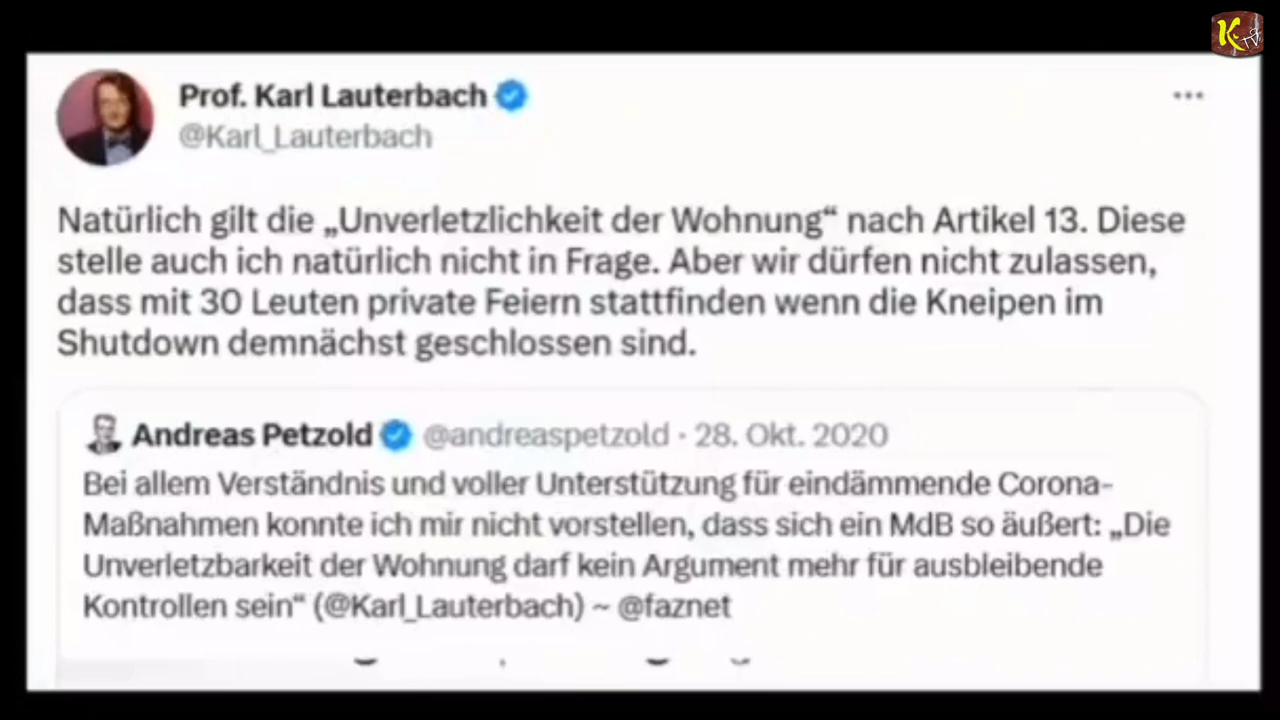 K TV
Prof. Karl Lauterbach
@Karl_Lauterbach
Natürlich gilt die „Unverletzlichkeit der Wohnung“ nach Artikel 13. Diese
stelle auch ich natürlich nicht in Frage. Aber wir dürfen nicht zulassen,
dass mit 30 Leuten private Feiern stattfinden wenn die Kneipen im
Shutdown demnächst geschlossen sind.
Andreas Petzold @andreaspetzold · 28. Okt. 2020
Bei allem Verständnis und voller Unterstützung für eindämmende Corona-
Maßnahmen konnte ich mir nicht vorstellen, dass sich ein MdB so äußert: „Die
Unverletzbarkeit der Wohnung darf kein Argument mehr für ausbleibende
Kontrollen sein“ (@Karl_Lauterbach) ~ @faznet